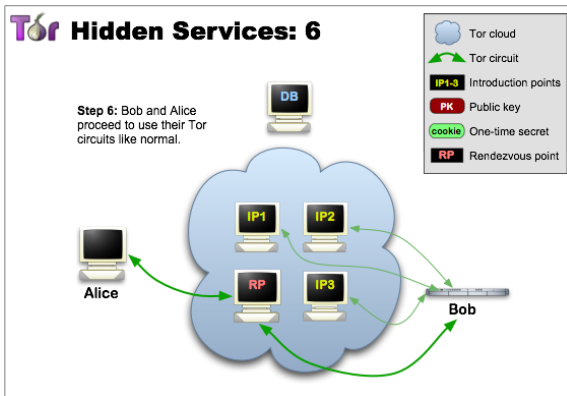 Tor Hidden Services: 6
Tor cloud
Tor circuit
IP1-3 Introduction points
PK Public key
cookie One-time secret
RP Rendezvous point
Step 6: Bob and Alice
proceed to use their Tor
circuits like normal.
DB
IP1 IP2
RP IP3
Alice
Bob